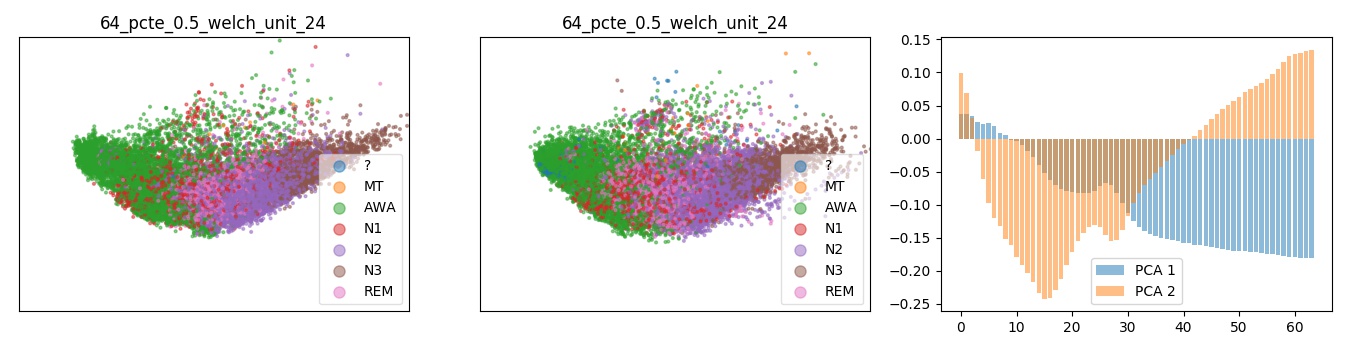 64_pcte_0.5_welch_unit_24
?
MT
AWA
N1
N2
N3
REM
64_pcte_0.5_welch_unit_24
?
MT
AWA
N1
N2
N3
REM
0.15
0.10
0.05
0.00
−0.05
−0.10
−0.15
−0.20
−0.25
PCA 1
PCA 2
0 10 20 30 40 50 60